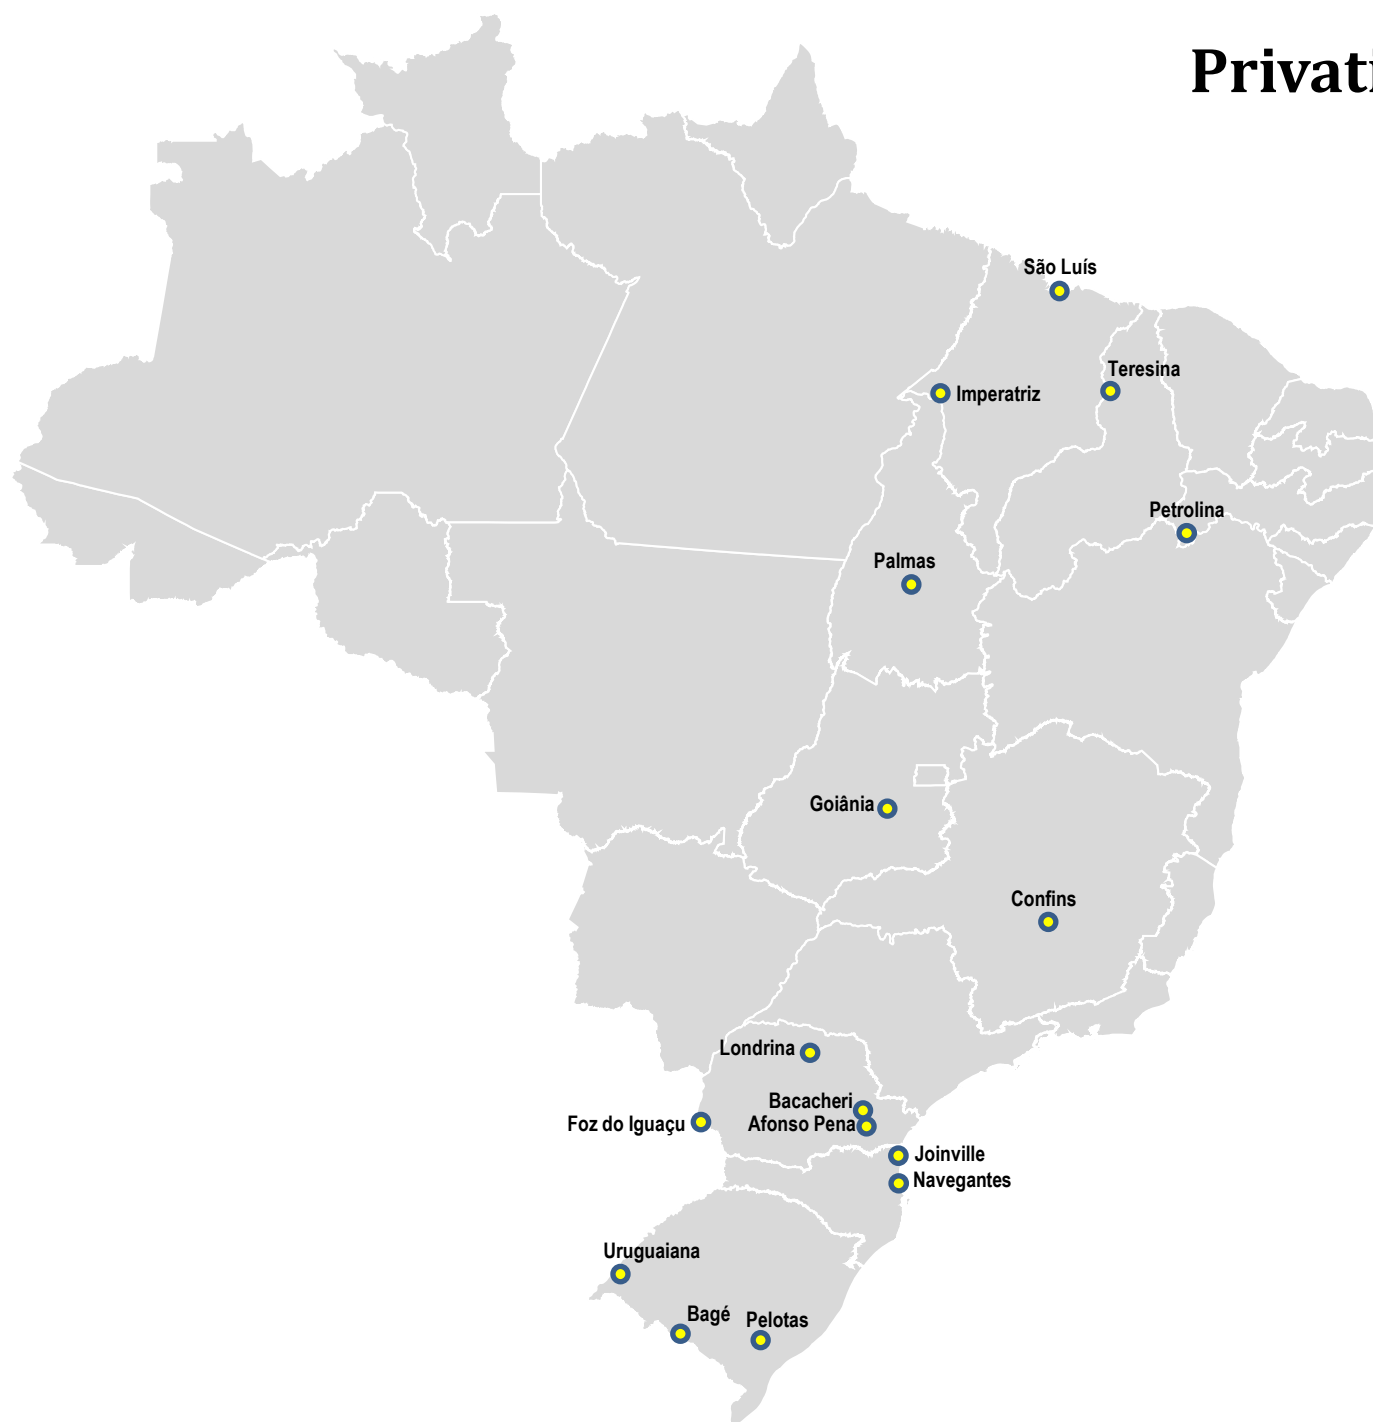 Privati
São Luís
Teresina
Imperatriz
Petrolina
Palmas
Goiânia
Confins
Londrina
Bacacheri
Foz do Iguaçu
Afonso Pena
Joinville
Navegantes
Uruguaiana
Bagé
Pelotas